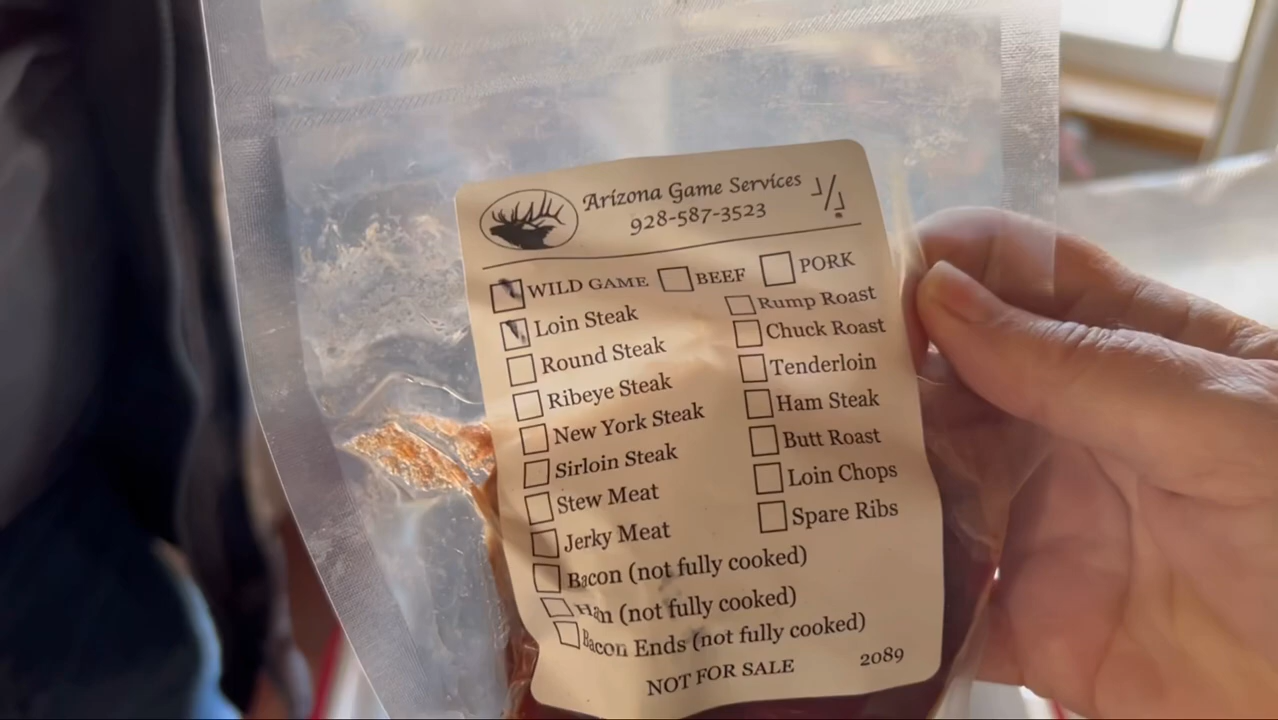 Arizona Game Services
928-587-3523
WILD GAME BEEF PORK
Loin Steak
Round Steak
Ribeye Steak
New York Steak
Sirloin Steak
Stew Meat
Jerky Meat
Rump Roast
Chuck Roast
Tenderloin
Ham Steak
Butt Roast
Loin Chops
Spare Ribs
Bacon (not fully cooked)
Ham (not fully cooked)
Bacon Ends (not fully cooked)
NOT FOR SALE 2089